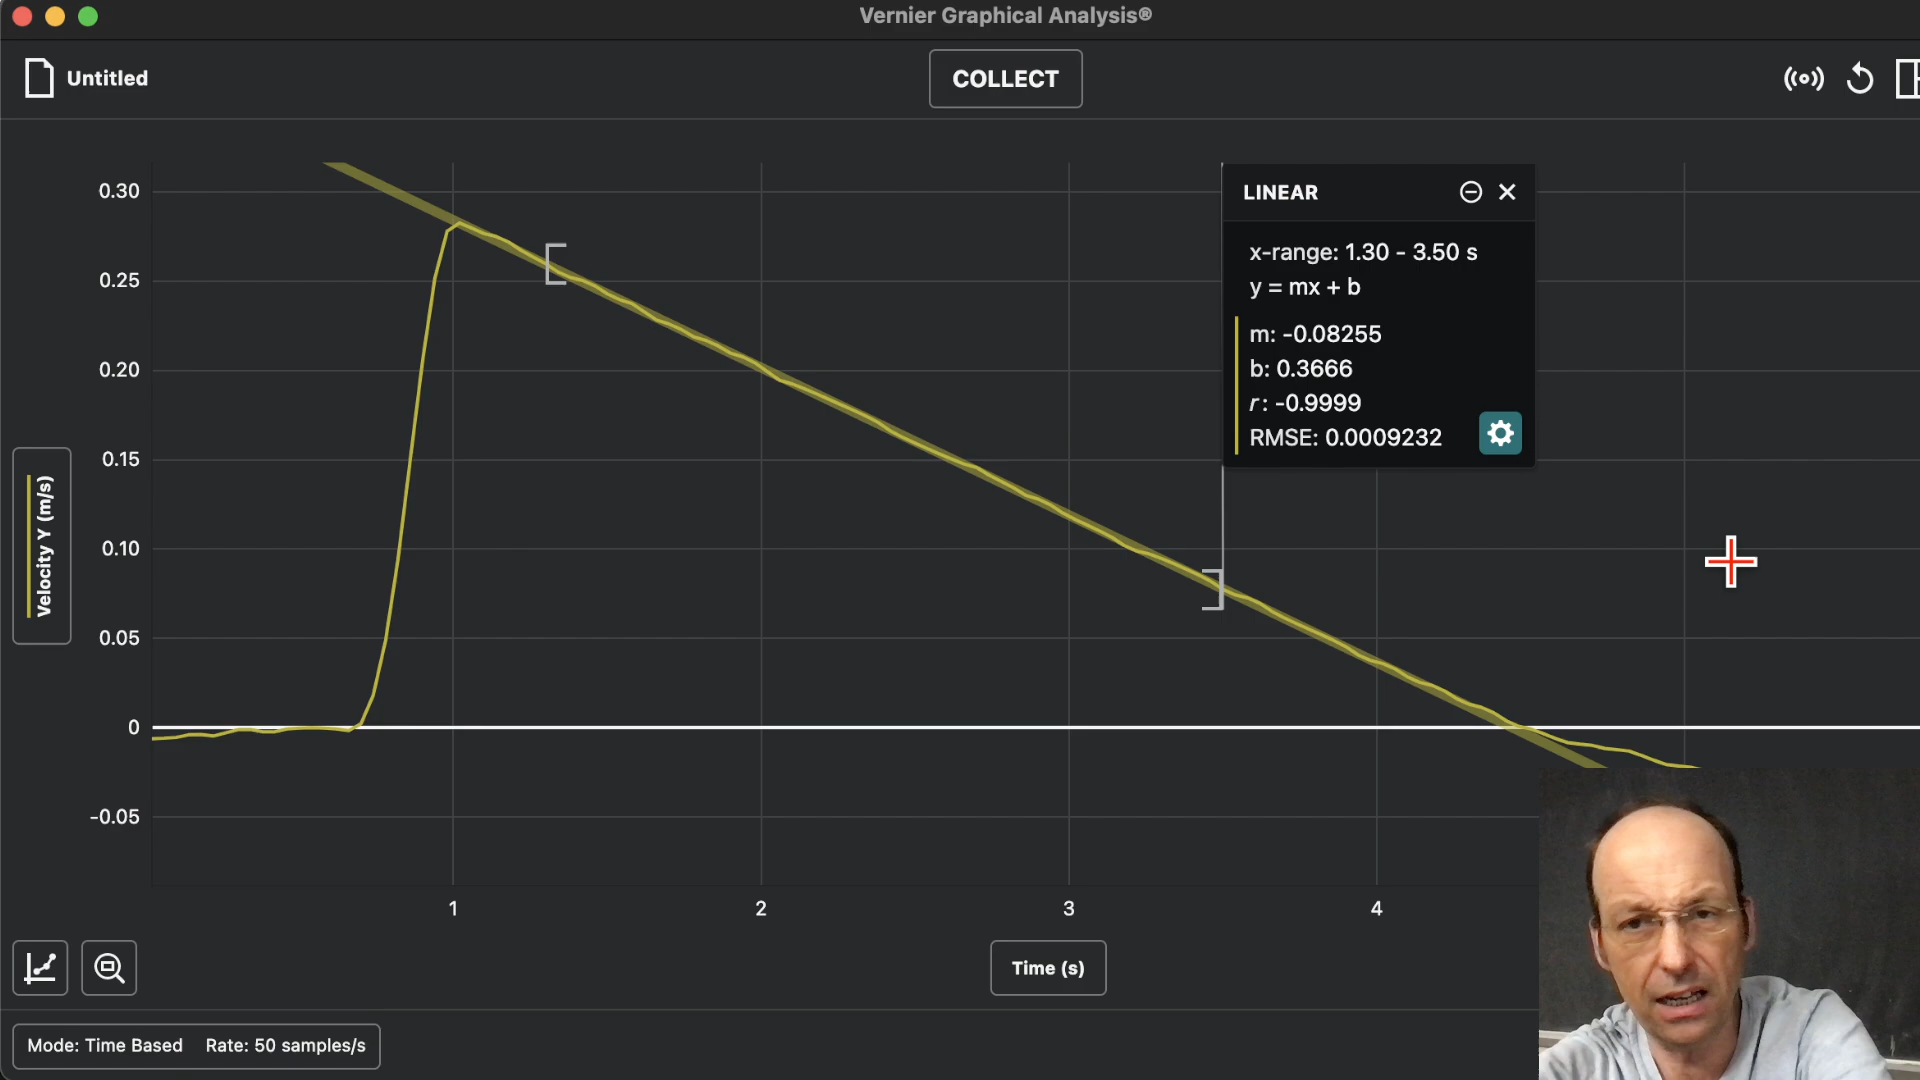 Vernier Graphical Analysis®
Untitled
COLLECT
0.30
0.25
0.20
0.15
0.10
0.05
0
-0.05
Velocity Y (m/s)
LINEAR
x-range: 1.30 - 3.50 s
y = mx + b
m: -0.08255
b: 0.3666
r: -0.9999
RMSE: 0.0009232
1
2
3
4
Time (s)
Mode: Time Based Rate: 50 samples/s